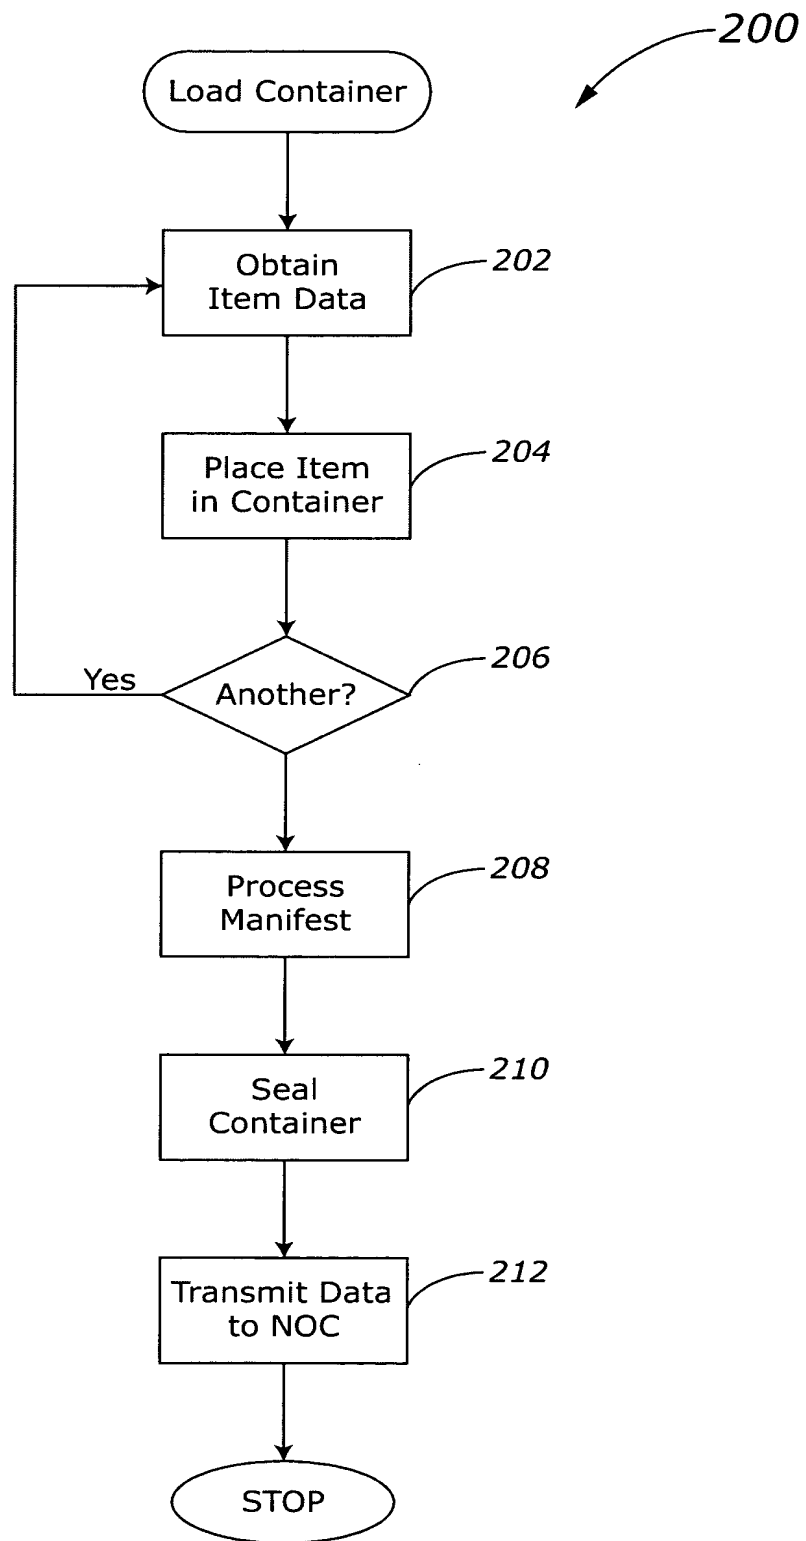 200
Load Container
Obtain
Item Data
202
Place Item
in Container
204
Yes
Another?
206
Process
Manifest
208
Seal
Container
210
Transmit Data
to NOC
212
STOP